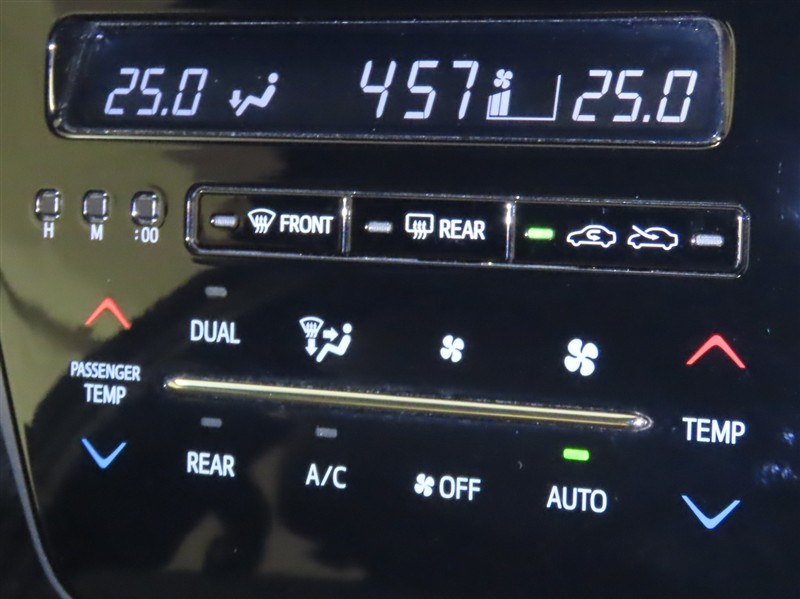 25.0 457 25.0
H M :00
FRONT REAR
DUAL
PASSENGER
TEMP
TEMP
REAR A/C OFF AUTO